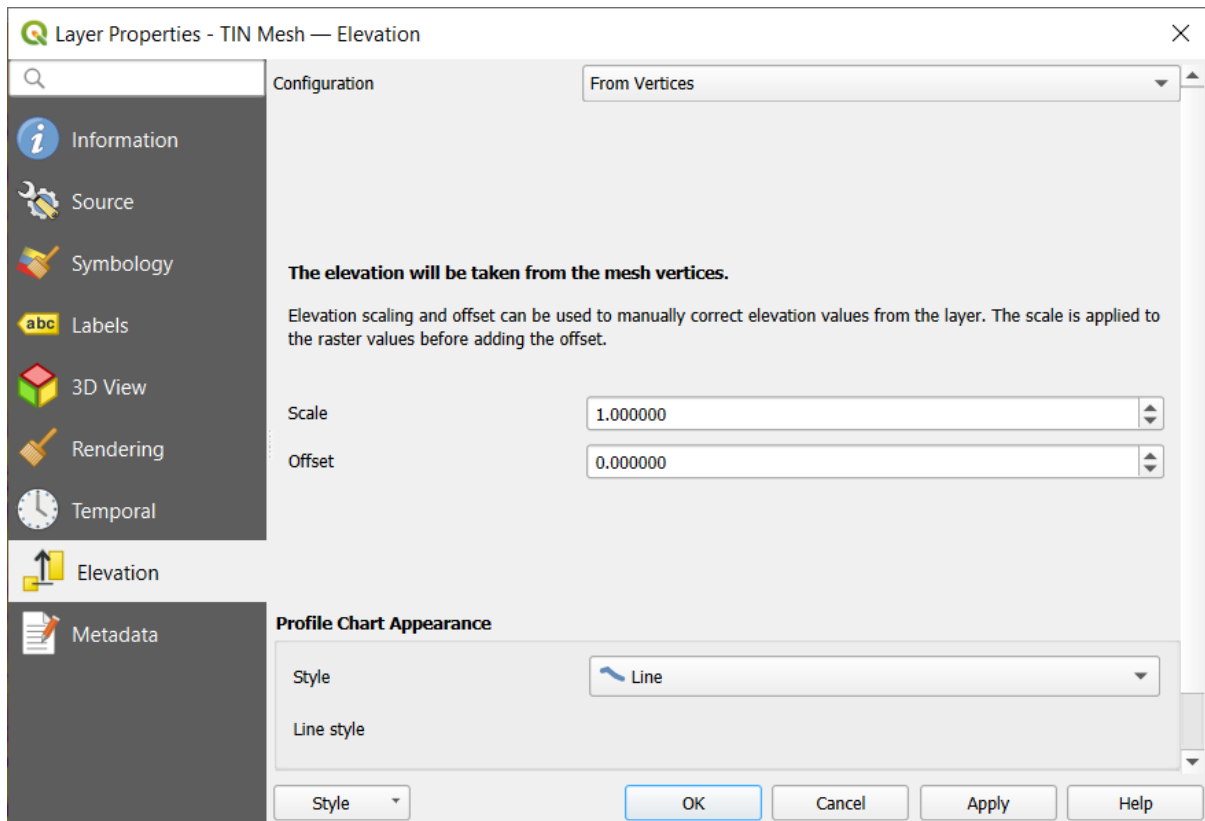 Layer Properties - TIN Mesh — Elevation
Information
Source
Symbology
abc Labels
3D View
Rendering
Temporal
Elevation
Metadata
Configuration From Vertices
The elevation will be taken from the mesh vertices.
Elevation scaling and offset can be used to manually correct elevation values from the layer. The scale is applied to
the raster values before adding the offset.
Scale 1.000000
Offset 0.000000
Profile Chart Appearance
Style Line
Line style
Style OK Cancel Apply Help